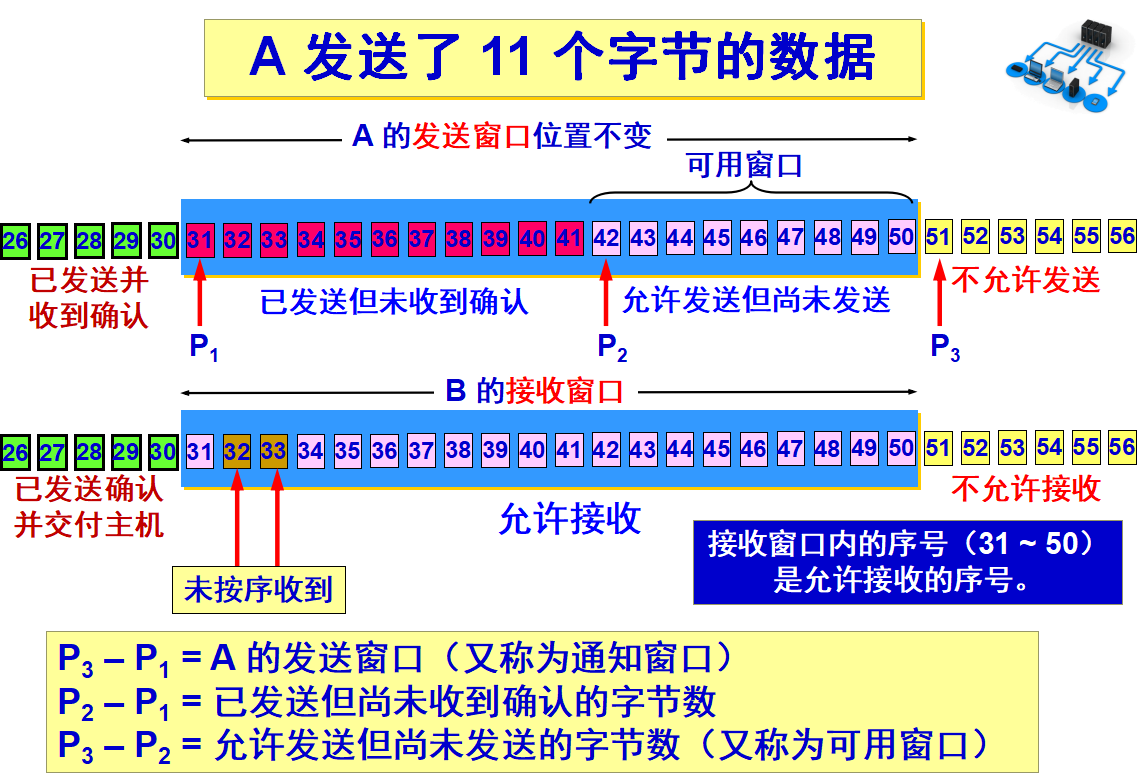 A 发送了 11 个字节的数据
A 的发送窗口位置不变
可用窗口
26 27 28 29 30 31 32 33 34 35 36 37 38 39 40 41 42 43 44 45 46 47 48 49 50 51 52 53 54 55 56
已发送并
收到确认
已发送但未收到确认
允许发送但尚未发送
不允许发送
P1
P2
P3
B 的接收窗口
26 27 28 29 30 31 32 33 34 35 36 37 38 39 40 41 42 43 44 45 46 47 48 49 50 51 52 53 54 55 56
已发送确认
并交付主机
允许接收
不允许接收
未按序收到
接收窗口内的序号（31 ~ 50）
是允许接收的序号。
P3 – P1 = A 的发送窗口（又称为通知窗口）
P2 – P1 = 已发送但尚未收到确认的字节数
P3 – P2 = 允许发送但尚未发送的字节数（又称为可用窗口）